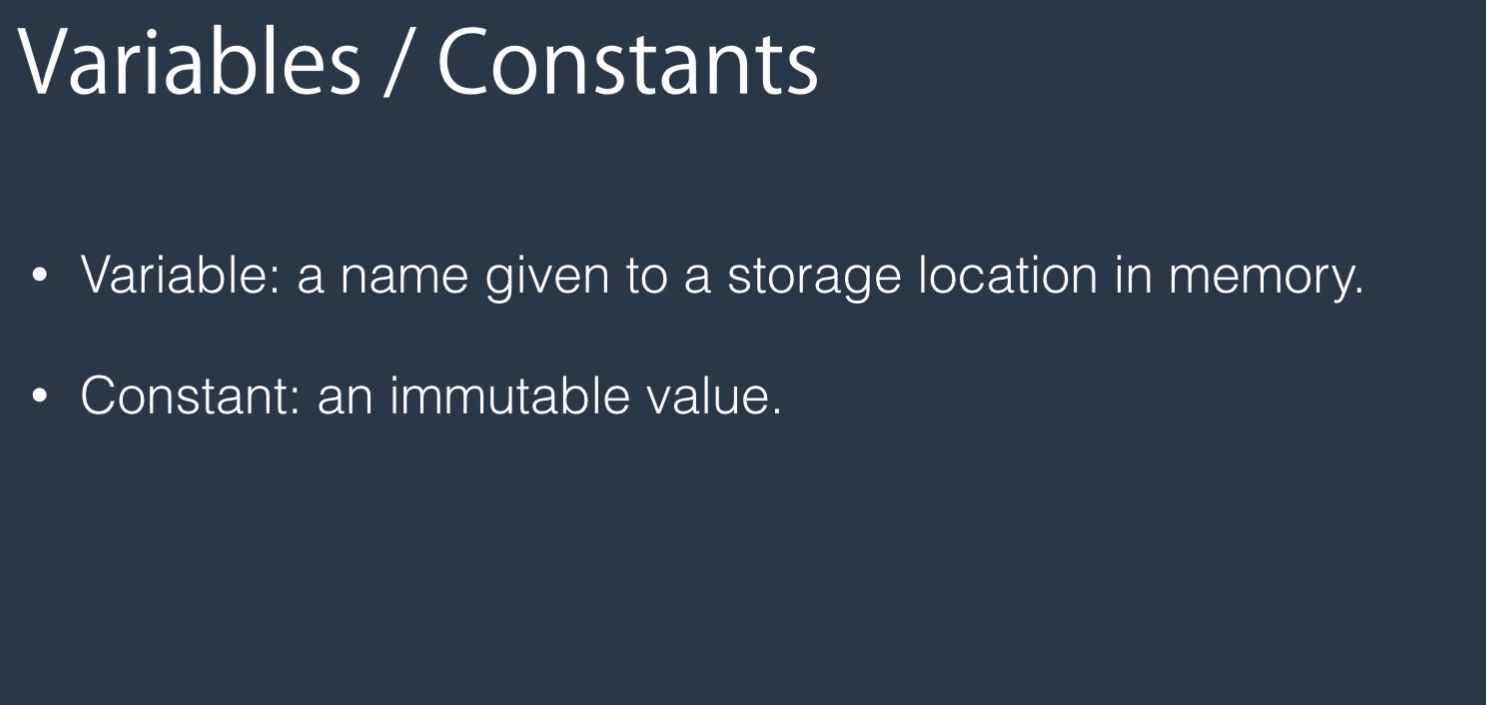 Variables / Constants
• Variable: a name given to a storage location in memory.
• Constant: an immutable value.